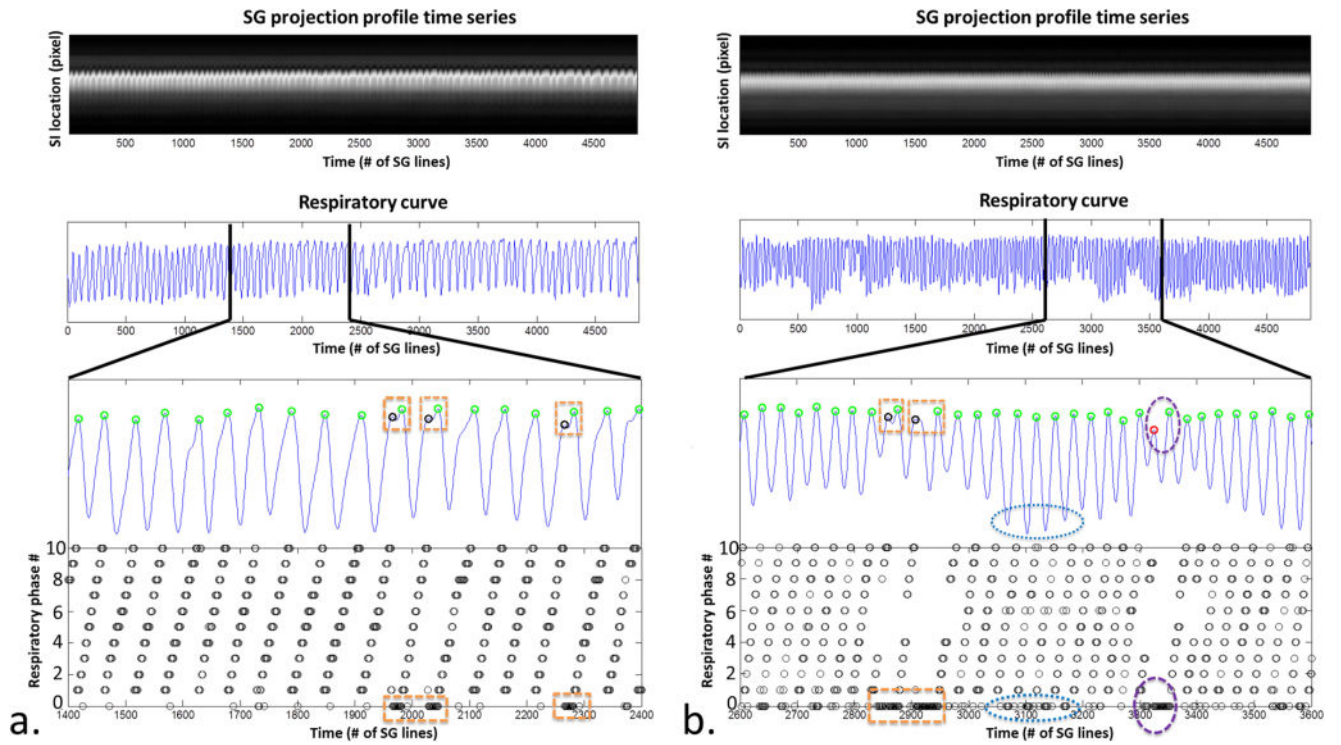 SG projection profile time series
SI location (pixel)
500 1000 1500 2000 2500 3000 3500 4000 4500
Time (# of SG lines)
Respiratory curve
0 500 1000 1500 2000 2500 3000 3500 4000 4500
Time (# of SG lines)
Respiratory phase #
10
8
6
4
2
0
1400 1500 1600 1700 1800 1900 2000 2100 2200 2300 2400
Time (# of SG lines)
a.
SG projection profile time series
SI location (pixel)
500 1000 1500 2000 2500 3000 3500 4000 4500
Time (# of SG lines)
Respiratory curve
0 500 1000 1500 2000 2500 3000 3500 4000 4500
Time (# of SG lines)
Respiratory phase #
10
8
6
4
2
0
2600 2700 2800 2900 3000 3100 3200 3300 3400 3500 3600
Time (# of SG lines)
b.